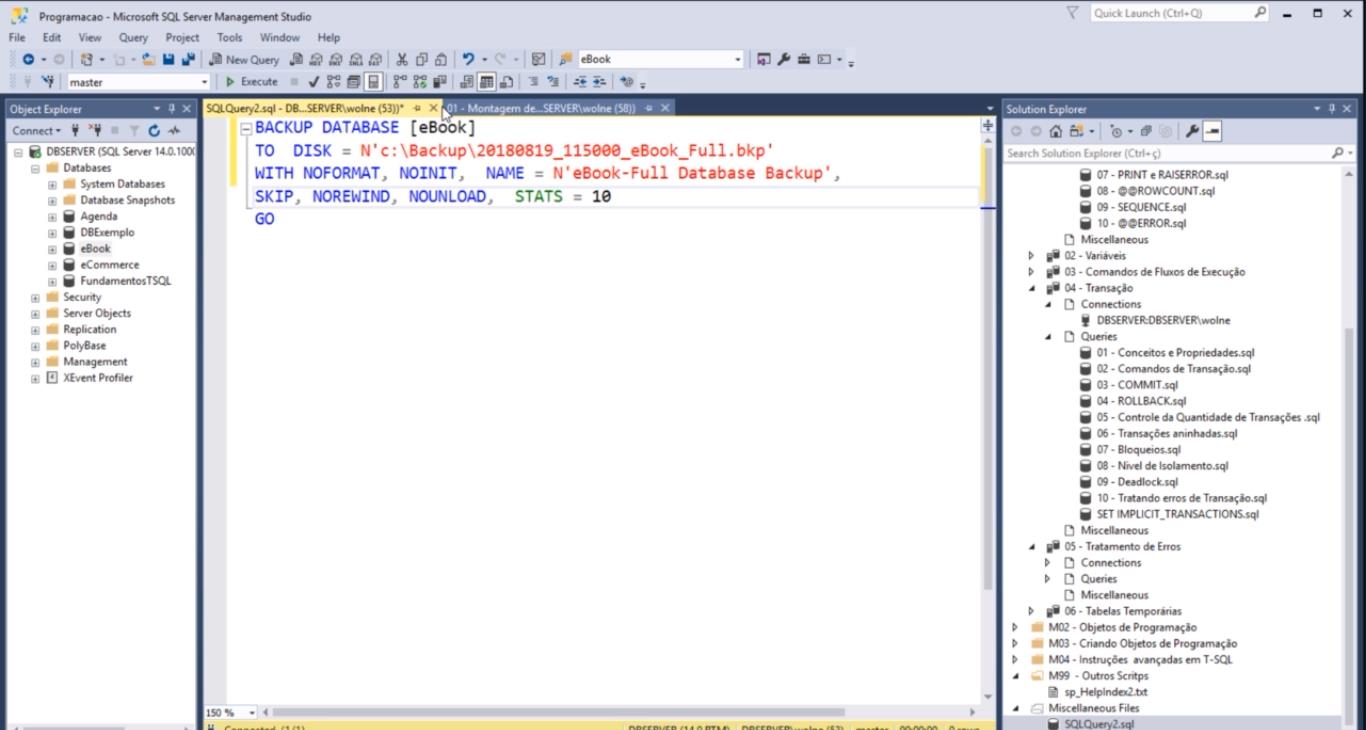 Programacao - Microsoft SQL Server Management Studio
Quick Launch (Ctrl+Q)
File Edit View Query Project Tools Window Help
New Query
eBook
master
Execute
Object Explorer
Connect
DBSERVER (SQL Server 14.0.1000
Databases
System Databases
Database Snapshots
Agenda
DBExemplo
eBook
eCommerce
FundamentosTSQL
Security
Server Objects
Replication
PolyBase
Management
XEvent Profiler
SQLQuery2.sql - DB...SERVER\wolne (53))*
01 - Montagem de...SERVER\wolne (58))
BACKUP DATABASE [eBook]
TO DISK = N'c:\Backup\20180819_115000_eBook_Full.bkp'
WITH NOFORMAT, NOINIT, NAME = N'eBook-Full Database Backup',
SKIP, NOREWIND, NOUNLOAD, STATS = 10
GO
150 %
Connected. (1/1)
DBSERVER (14.0 RTM)
DBSERVER\wolne (53)
master
00:00:00
0 rows
Solution Explorer
Search Solution Explorer (Ctrl+ç)
07 - PRINT e RAISERROR.sql
08 - @@ROWCOUNT.sql
09 - SEQUENCE.sql
10 - @@ERROR.sql
Miscellaneous
02 - Variáveis
03 - Comandos de Fluxos de Execução
04 - Transação
Connections
DBSERVER:DBSERVER\wolne
Queries
01 - Conceitos e Propriedades.sql
02 - Comandos de Transação.sql
03 - COMMIT.sql
04 - ROLLBACK.sql
05 - Controle da Quantidade de Transações .sql
06 - Transações aninhadas.sql
07 - Bloqueios.sql
08 - Nivel de Isolamento.sql
09 - Deadlock.sql
10 - Tratando erros de Transação.sql
SET IMPLICIT_TRANSACTIONS.sql
Miscellaneous
05 - Tratamento de Erros
Connections
Queries
Miscellaneous
06 - Tabelas Temporárias
M02 - Objetos de Programação
M03 - Criando Objetos de Programação
M04 - Instruções avançadas em T-SQL
M99 - Outros Scritps
sp_HelpIndex2.txt
Miscellaneous Files
SQLQuery2.sql